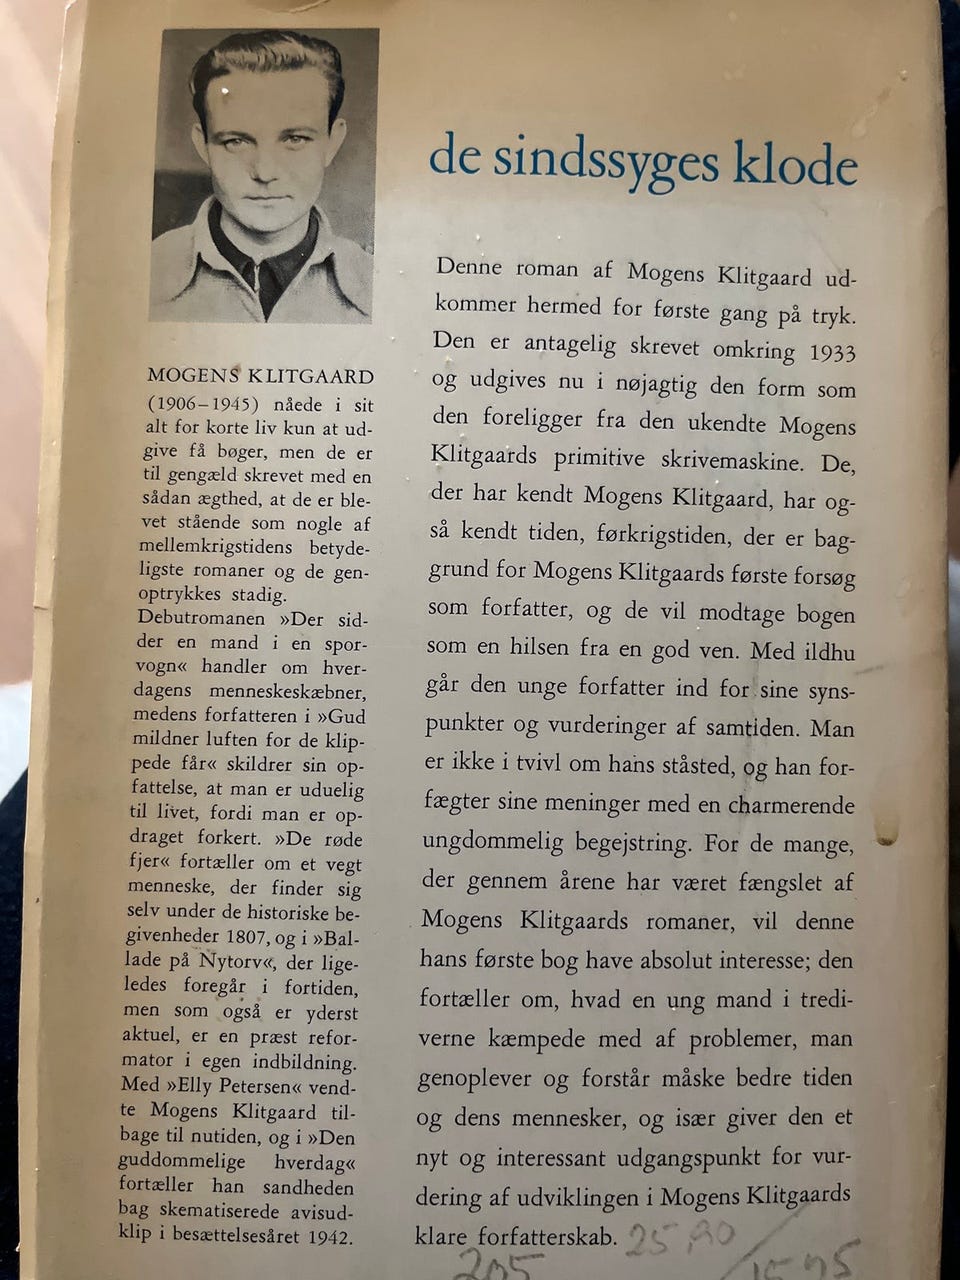 de sindssyges klode
MOGENS KLITGAARD
(1906–1945) nåede i sit
alt for korte liv kun at ud-
give få bøger, men de er
til gengæld skrevet med en
sådan ægthed, at de er ble-
vet stående som nogle af
mellemkrigstidens betyde-
ligste romaner og de gen-
optrykkes stadig.
Debutromanen »Der sid-
der en mand i en spor-
vogn« handler om hver-
dagens menneskeskæbner,
medens forfatteren i »Gud
mildner luften for de klip-
pede får« skildrer sin op-
fattelse, at man er uduelig
til livet, fordi man er op-
draget forkert. »De røde
fjer« fortæller om et vegt
menneske, der finder sig
selv under de historiske be-
givenheder 1807, og i »Bal-
lade på Nytorv«, der lige-
ledes foregår i fortiden,
men som også er yderst
aktuel, er en præst refor-
mator i egen indbildning.
Med »Elly Petersen« vend-
te Mogens Klitgaard til-
bage til nutiden, og i »Den
guddommelige hverdag«
fortæller han sandheden
bag skematiserede avisud-
klip i besættelsesåret 1942.
Denne roman af Mogens Klitgaard ud-
kommer hermed for første gang på tryk.
Den er antagelig skrevet omkring 1933
og udgives nu i nøjagtig den form som
den foreligger fra den ukendte Mogens
Klitgaards primitive skrivemaskine. De,
der har kendt Mogens Klitgaard, har og-
så kendt tiden, førkrigstiden, der er bag-
grund for Mogens Klitgaards første forsøg
som forfatter, og de vil modtage bogen
som en hilsen fra en god ven. Med ildhu
går den unge forfatter ind for sine syns-
punkter og vurderinger af samtiden. Man
er ikke i tvivl om hans ståsted, og han for-
fægter sine meninger med en charmerende
ungdommelig begejstring. For de mange,
der gennem årene har været fængslet af
Mogens Klitgaards romaner, vil denne
hans første bog have absolut interesse; den
fortæller om, hvad en ung mand i tredi-
verne kæmpede med af problemer, man
genoplever og forstår måske bedre tiden
og dens mennesker, og især giver den et
nyt og interessant udgangspunkt for vur-
dering af udviklingen i Mogens Klitgaards
klare forfatterskab.